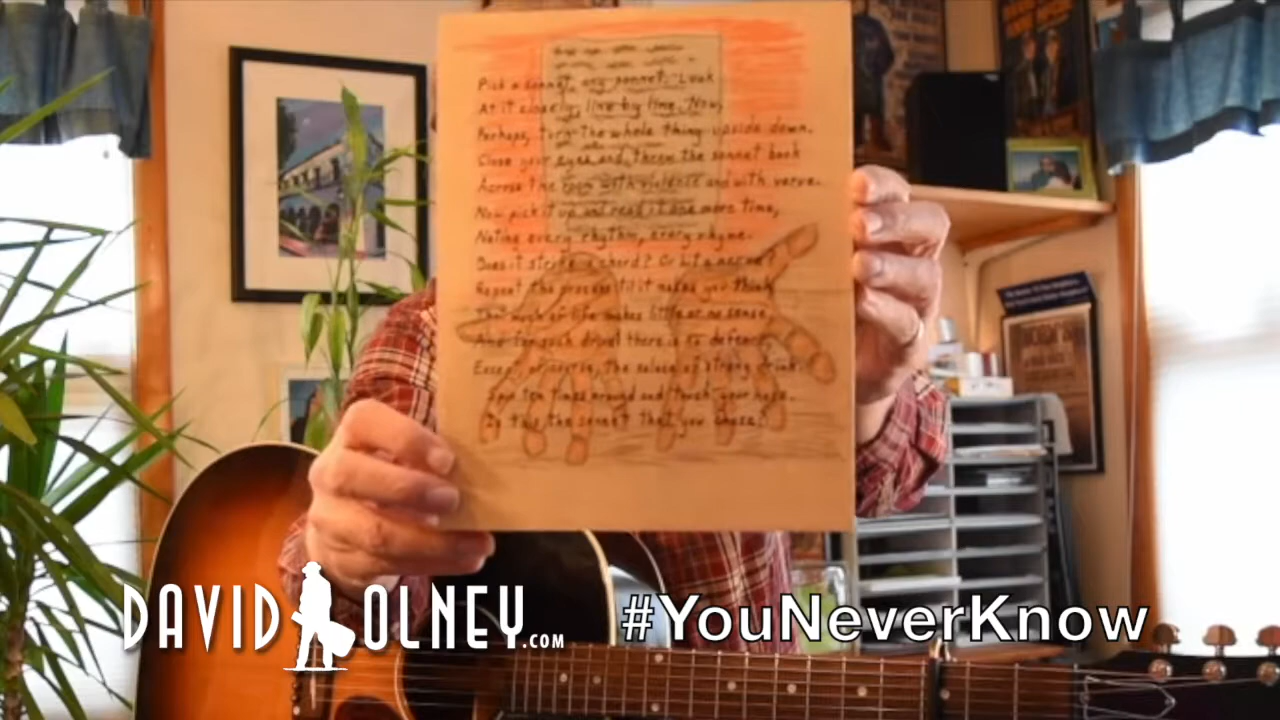 Pick a sonnet, any sonnet. Look
At it closely, line by line. Now,
Perhaps, turn the whole thing upside down.
Close your eyes and throw the sonnet book
Across the room with violence and with verve.
Now pick it up and read it one more time,
Noting every rhythm, every rhyme.
Does it strike a chord? Or hit a nerve?
Repeat the process till it makes you think
That much of life makes little or no sense
And for such drivel there is no defense
Except, of course, the solace of strong drink.
Spin ten times around and touch your nose.
Is this the sonnet that you chose?
DAVID OLNEY.COM
#YouNeverKnow